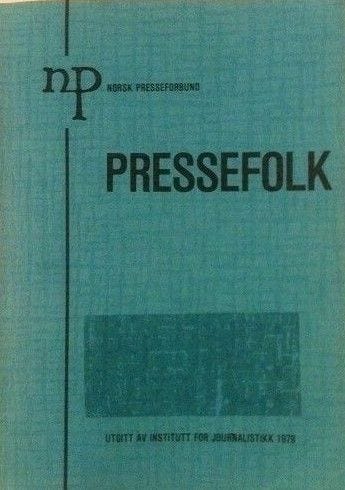 np NORSK PRESSEFORBUND
PRESSEFOLK
UTGITT AV INSTITUTT FOR JOURNALISTIKK 1979